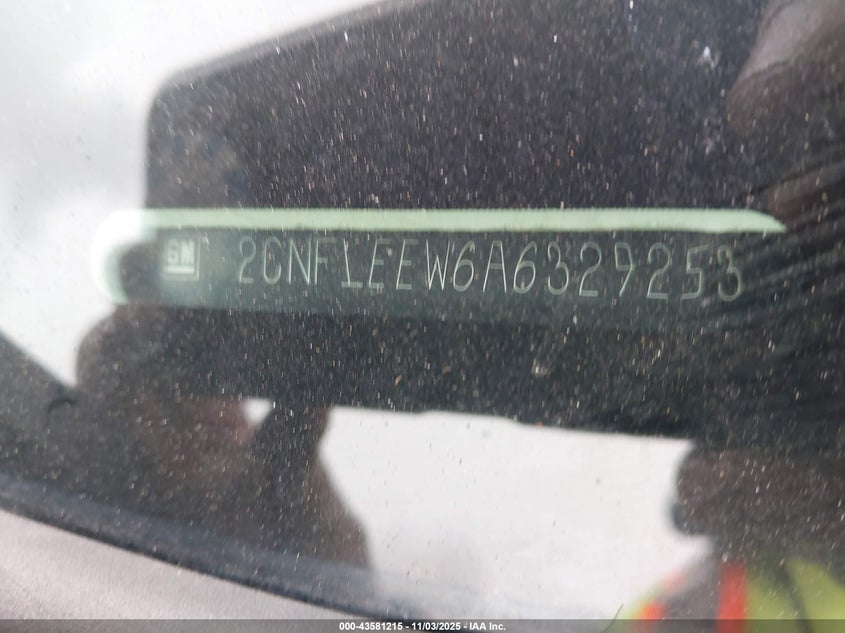 GM 2CNFLEEW6A6329253
000-43581215 - 11/03/2025 - IAA Inc.